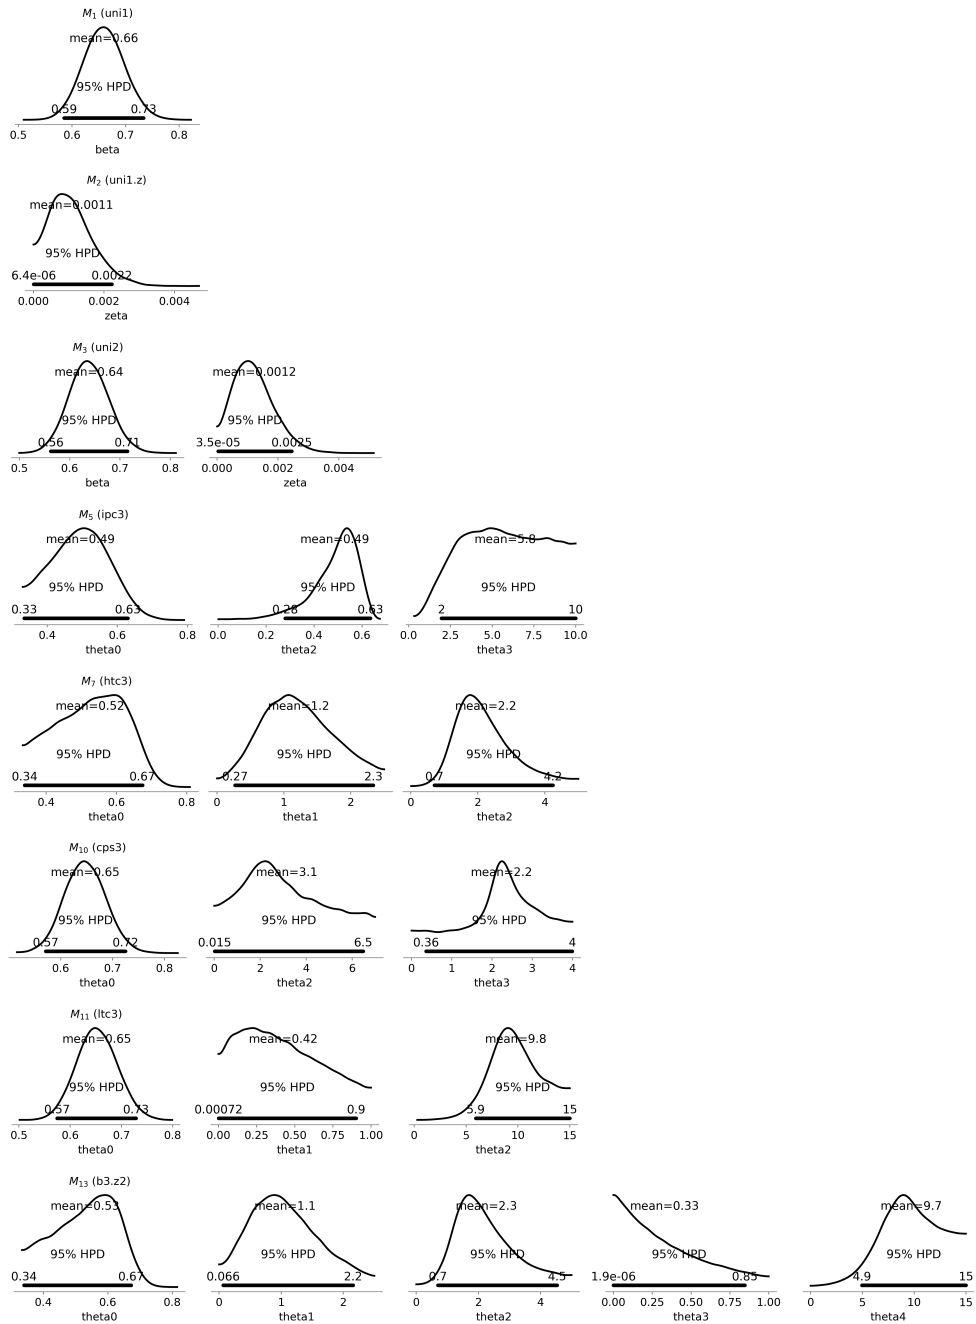 M1 (uni1)
mean=0.66
95% HPD
0.59 0.73
0.5 0.6 0.7 0.8
beta
M2 (uni1.z)
mean=0.0011
95% HPD
6.4e-06 0.0022
0.000 0.002 0.004
zeta
M3 (uni2)
mean=0.64 mean=0.0012
95% HPD 95% HPD
0.56 0.71 3.5e-05 0.0025
0.5 0.6 0.7 0.8 0.000 0.002 0.004
beta zeta
M5 (ipc3)
mean=0.49 mean=0.49 mean=5.8
95% HPD 95% HPD 95% HPD
0.33 0.63 0.28 0.63 2 10
0.4 0.6 0.8 0.0 0.2 0.4 0.6 0.0 2.5 5.0 7.5 10.0
theta0 theta2 theta3
M7 (htc3)
mean=0.52 mean=1.2 mean=2.2
95% HPD 95% HPD 95% HPD
0.34 0.67 0.27 2.3 0.7 4.2
0.4 0.6 0.8 0 1 2 0 2 4
theta0 theta1 theta2
M10 (cps3)
mean=0.65 mean=3.1 mean=2.2
95% HPD 95% HPD 95% HPD
0.57 0.72 0.015 6.5 0.36 4
0.6 0.7 0.8 0 2 4 6 0 1 2 3 4
theta0 theta2 theta3
M11 (ltc3)
mean=0.65 mean=0.42 mean=9.8
95% HPD 95% HPD 95% HPD
0.57 0.73 0.00072 0.9 5.9 15
0.5 0.6 0.7 0.8 0.00 0.25 0.50 0.75 1.00 0 5 10 15
theta0 theta1 theta2
M13 (b3.z2)
mean=0.53 mean=1.1 mean=2.3 mean=0.33 mean=9.7
95% HPD 95% HPD 95% HPD 95% HPD 95% HPD
0.34 0.67 0.066 2.2 0.7 4.5 1.9e-06 0.85 4.9 15
0.4 0.6 0.8 0 1 2 0 2 4 0.00 0.25 0.50 0.75 1.00 0 5 10 15
theta0 theta1 theta2 theta3 theta4